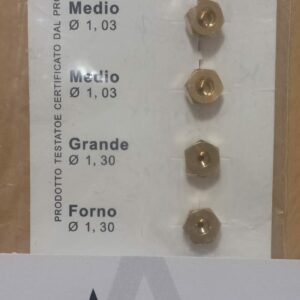 Medio
Ø 1,03
Medio
Ø 1,03
Grande
Ø 1,30
Forno
Ø 1,30
PRODOTTO TESTATOE CERTIFICATO DAL PR